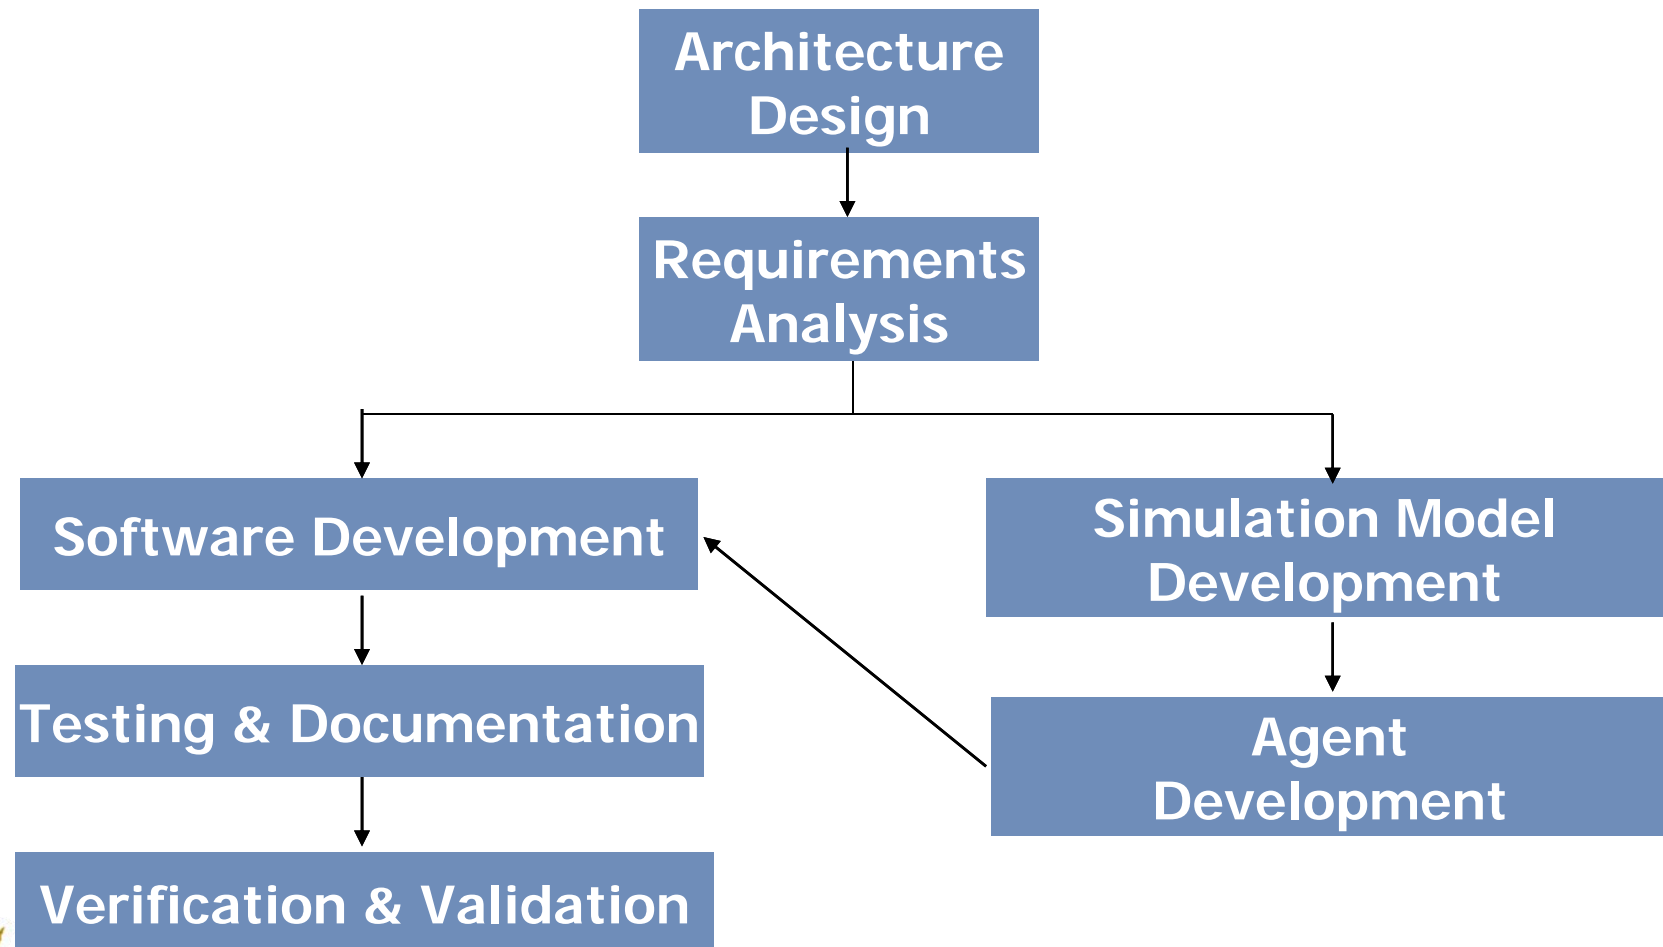 Architecture
Design
Requirements
Analysis
Software Development
Simulation Model
Development
Testing & Documentation
Agent
Development
Verification & Validation